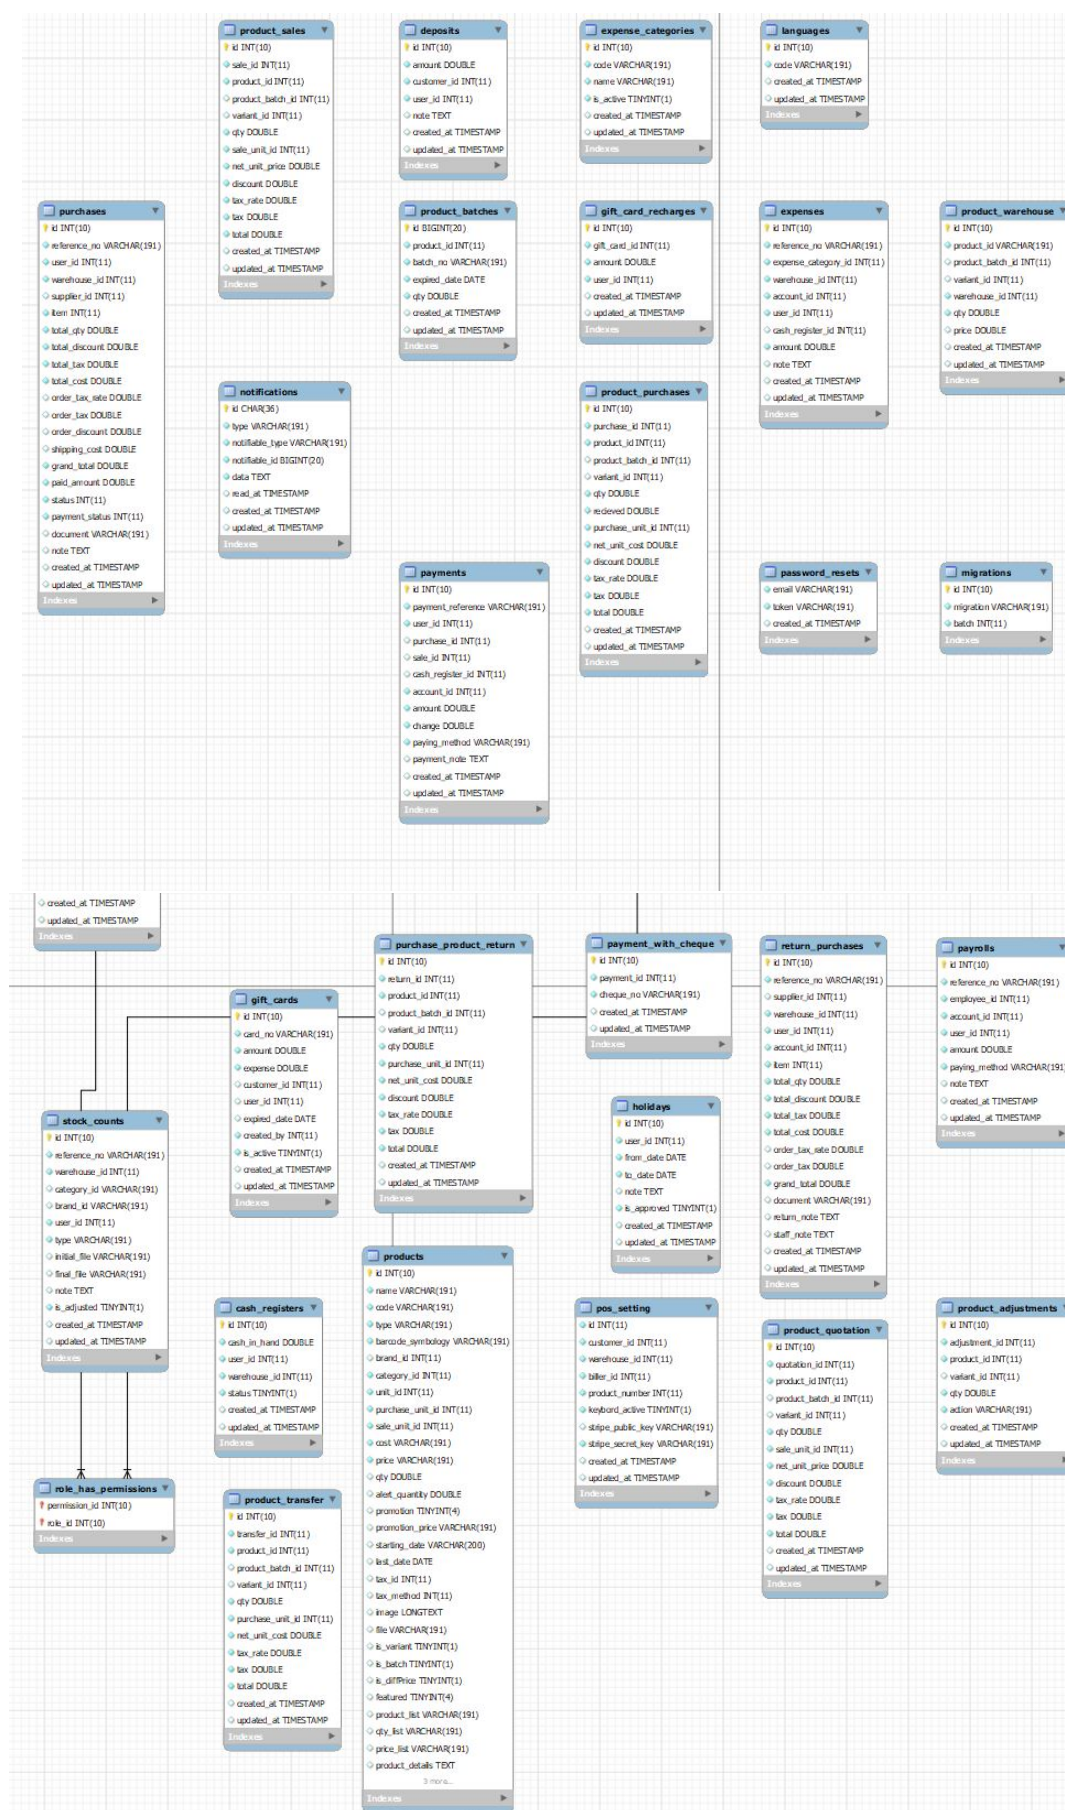 product_sales
id INT(10)
sale_id INT(11)
product_id INT(11)
product_batch_id INT(11)
variant_id INT(11)
qty DOUBLE
sale_unit_id INT(11)
net_unit_price DOUBLE
discount DOUBLE
tax_rate DOUBLE
tax DOUBLE
total DOUBLE
created_at TIMESTAMP
updated_at TIMESTAMP
Indexes
deposits
id INT(10)
amount DOUBLE
customer_id INT(11)
user_id INT(11)
note TEXT
created_at TIMESTAMP
updated_at TIMESTAMP
Indexes
expense_categories
id INT(10)
code VARCHAR(191)
name VARCHAR(191)
is_active TINYINT(1)
created_at TIMESTAMP
updated_at TIMESTAMP
Indexes
languages
id INT(10)
code VARCHAR(191)
created_at TIMESTAMP
updated_at TIMESTAMP
Indexes
purchases
id INT(10)
reference_no VARCHAR(191)
user_id INT(11)
warehouse_id INT(11)
supplier_id INT(11)
item INT(11)
total_qty DOUBLE
total_discount DOUBLE
total_tax DOUBLE
total_cost DOUBLE
order_tax_rate DOUBLE
order_tax DOUBLE
order_discount DOUBLE
shipping_cost DOUBLE
grand_total DOUBLE
paid_amount DOUBLE
status INT(11)
payment_status INT(11)
document VARCHAR(191)
note TEXT
created_at TIMESTAMP
updated_at TIMESTAMP
Indexes
product_batches
id BIGINT(20)
product_id INT(11)
batch_no VARCHAR(191)
expired_date DATE
qty DOUBLE
created_at TIMESTAMP
updated_at TIMESTAMP
Indexes
gift_card_recharges
id INT(10)
gift_card_id INT(11)
amount DOUBLE
user_id INT(11)
created_at TIMESTAMP
updated_at TIMESTAMP
Indexes
expenses
id INT(10)
reference_no VARCHAR(191)
expense_category_id INT(11)
warehouse_id INT(11)
account_id INT(11)
user_id INT(11)
cash_register_id INT(11)
amount DOUBLE
note TEXT
created_at TIMESTAMP
updated_at TIMESTAMP
Indexes
product_warehouse
id INT(10)
product_id VARCHAR(191)
product_batch_id INT(11)
variant_id INT(11)
warehouse_id INT(11)
qty DOUBLE
price DOUBLE
created_at TIMESTAMP
updated_at TIMESTAMP
Indexes
notifications
id CHAR(36)
type VARCHAR(191)
notifiable_type VARCHAR(191)
notifiable_id BIGINT(20)
data TEXT
read_at TIMESTAMP
created_at TIMESTAMP
updated_at TIMESTAMP
Indexes
product_purchases
id INT(10)
purchase_id INT(11)
product_id INT(11)
product_batch_id INT(11)
variant_id INT(11)
qty DOUBLE
recieved DOUBLE
purchase_unit_id INT(11)
net_unit_cost DOUBLE
discount DOUBLE
tax_rate DOUBLE
tax DOUBLE
total DOUBLE
created_at TIMESTAMP
updated_at TIMESTAMP
Indexes
payments
id INT(10)
payment_reference VARCHAR(191)
user_id INT(11)
purchase_id INT(11)
sale_id INT(11)
cash_register_id INT(11)
account_id INT(11)
amount DOUBLE
change DOUBLE
paying_method VARCHAR(191)
payment_note TEXT
created_at TIMESTAMP
updated_at TIMESTAMP
Indexes
password_resets
email VARCHAR(191)
token VARCHAR(191)
created_at TIMESTAMP
Indexes
migrations
id INT(10)
migration VARCHAR(191)
batch INT(11)
Indexes
created_at TIMESTAMP
updated_at TIMESTAMP
Indexes
purchase_product_return
id INT(10)
return_id INT(11)
product_id INT(11)
product_batch_id INT(11)
variant_id INT(11)
qty DOUBLE
purchase_unit_id INT(11)
net_unit_cost DOUBLE
discount DOUBLE
tax_rate DOUBLE
tax DOUBLE
total DOUBLE
created_at TIMESTAMP
updated_at TIMESTAMP
Indexes
payment_with_cheque
id INT(10)
payment_id INT(11)
cheque_no VARCHAR(191)
created_at TIMESTAMP
updated_at TIMESTAMP
Indexes
return_purchases
id INT(10)
reference_no VARCHAR(191)
supplier_id INT(11)
warehouse_id INT(11)
user_id INT(11)
account_id INT(11)
item INT(11)
total_qty DOUBLE
total_discount DOUBLE
total_tax DOUBLE
total_cost DOUBLE
order_tax_rate DOUBLE
order_tax DOUBLE
grand_total DOUBLE
document VARCHAR(191)
return_note TEXT
staff_note TEXT
created_at TIMESTAMP
updated_at TIMESTAMP
Indexes
payrolls
id INT(10)
reference_no VARCHAR(191)
employee_id INT(11)
account_id INT(11)
user_id INT(11)
amount DOUBLE
paying_method VARCHAR(191)
note TEXT
created_at TIMESTAMP
updated_at TIMESTAMP
Indexes
gift_cards
id INT(10)
card_no VARCHAR(191)
amount DOUBLE
expense DOUBLE
customer_id INT(11)
user_id INT(11)
expired_date DATE
created_by INT(11)
is_active TINYINT(1)
created_at TIMESTAMP
updated_at TIMESTAMP
Indexes
stock_counts
id INT(10)
reference_no VARCHAR(191)
warehouse_id INT(11)
category_id VARCHAR(191)
brand_id VARCHAR(191)
user_id INT(11)
type VARCHAR(191)
initial_file VARCHAR(191)
final_file VARCHAR(191)
note TEXT
is_adjusted TINYINT(1)
created_at TIMESTAMP
updated_at TIMESTAMP
Indexes
holidays
id INT(10)
user_id INT(11)
from_date DATE
to_date DATE
note TEXT
is_approved TINYINT(1)
created_at TIMESTAMP
updated_at TIMESTAMP
Indexes
products
id INT(10)
name VARCHAR(191)
code VARCHAR(191)
type VARCHAR(191)
barcode_symbology VARCHAR(191)
brand_id INT(11)
category_id INT(11)
unit_id INT(11)
purchase_unit_id INT(11)
sale_unit_id INT(11)
cost VARCHAR(191)
price VARCHAR(191)
qty DOUBLE
alert_quantity DOUBLE
promotion TINYINT(4)
promotion_price VARCHAR(191)
starting_date VARCHAR(200)
last_date DATE
tax_id INT(11)
tax_method INT(11)
image LONGTEXT
file VARCHAR(191)
is_variant TINYINT(1)
is_batch TINYINT(1)
is_diffPrice TINYINT(1)
featured TINYINT(4)
product_list VARCHAR(191)
qty_list VARCHAR(191)
price_list VARCHAR(191)
product_details TEXT
3 more...
Indexes
cash_registers
id INT(10)
cash_in_hand DOUBLE
user_id INT(11)
warehouse_id INT(11)
status TINYINT(1)
created_at TIMESTAMP
updated_at TIMESTAMP
Indexes
pos_setting
id INT(11)
customer_id INT(11)
warehouse_id INT(11)
biller_id INT(11)
product_number INT(11)
keybord_active TINYINT(1)
stripe_public_key VARCHAR(191)
stripe_secret_key VARCHAR(191)
created_at TIMESTAMP
updated_at TIMESTAMP
Indexes
product_quotation
id INT(10)
quotation_id INT(11)
product_id INT(11)
product_batch_id INT(11)
variant_id INT(11)
qty DOUBLE
sale_unit_id INT(11)
net_unit_price DOUBLE
discount DOUBLE
tax_rate DOUBLE
tax DOUBLE
total DOUBLE
created_at TIMESTAMP
updated_at TIMESTAMP
Indexes
product_adjustments
id INT(10)
adjustment_id INT(11)
product_id INT(11)
variant_id INT(11)
qty DOUBLE
action VARCHAR(191)
created_at TIMESTAMP
updated_at TIMESTAMP
Indexes
role_has_permissions
permission_id INT(10)
role_id INT(10)
Indexes
product_transfer
id INT(10)
transfer_id INT(11)
product_id INT(11)
product_batch_id INT(11)
variant_id INT(11)
qty DOUBLE
purchase_unit_id INT(11)
net_unit_cost DOUBLE
tax_rate DOUBLE
tax DOUBLE
total DOUBLE
created_at TIMESTAMP
updated_at TIMESTAMP
Indexes